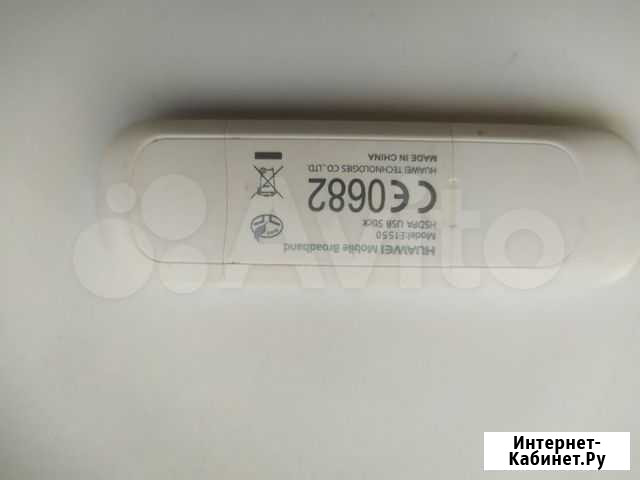 HUAWEI Mobile Broadband
Model:E1550
HSDPA USB Stick
CE0682
HUAWEI TECHNOLOGIES CO.,LTD.
MADE IN CHINA
Avito
Интернет-
Кабинет.Ру